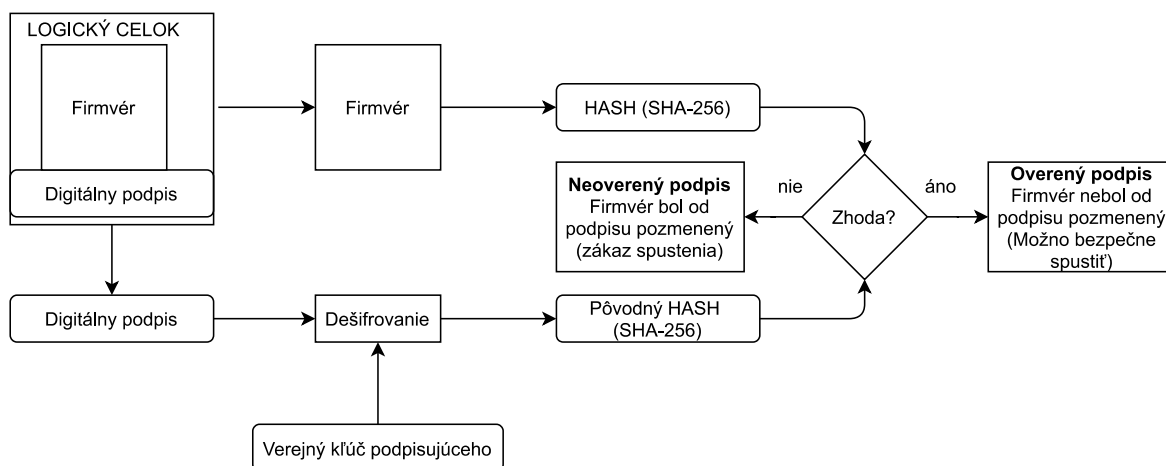 LOGICKÝ CELOK
Firmvér
Digitálny podpis
Firmvér
HASH (SHA-256)
Neoverený podpis
Firmvér bol od
podpisu pozmenený
(zákaz spustenia)
nie
Zhoda?
áno
Overený podpis
Firmvér nebol od
podpisu pozmenený
(Možno bezpečne
spustiť)
Digitálny podpis
Dešifrovanie
Pôvodný HASH
(SHA-256)
Verejný kľúč podpisujúceho